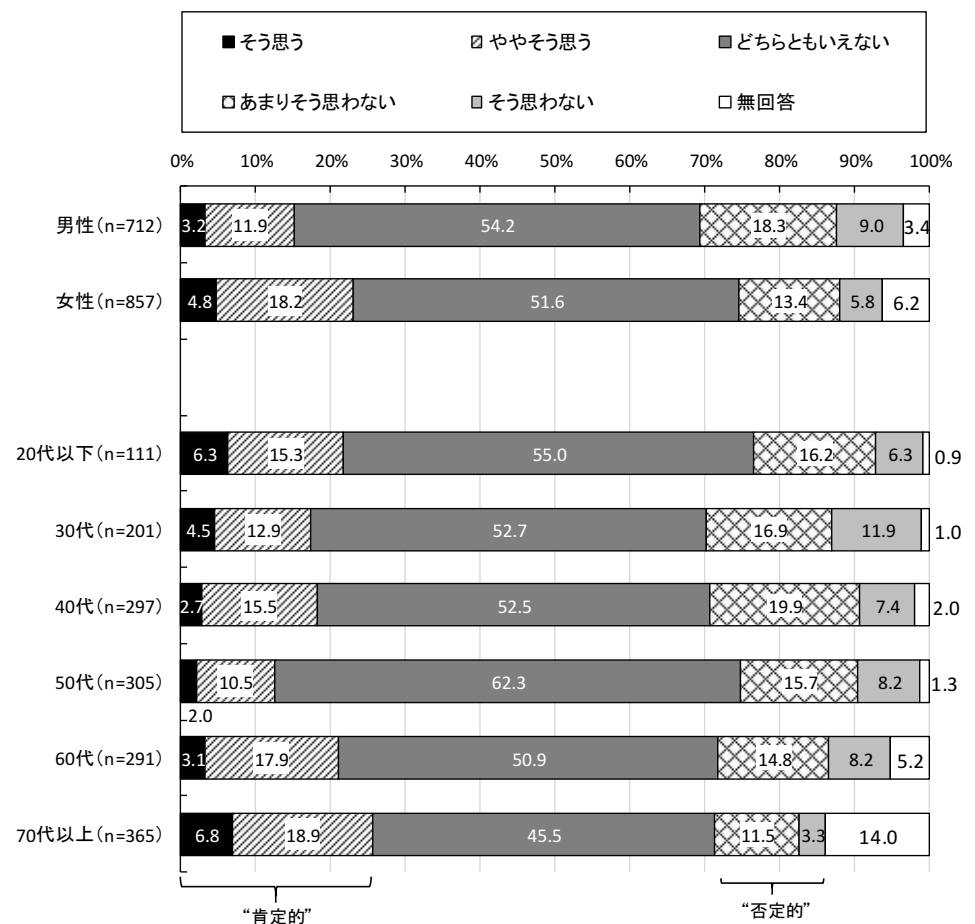 ■そう思う ややそう思う ■どちらともいえない
あまりそう思わない そう思わない □無回答
0% 10% 20% 30% 40% 50% 60% 70% 80% 90% 100%
男性(n=712) 3.2 11.9 54.2 18.3 9.0 3.4
女性(n=857) 4.8 18.2 51.6 13.4 5.8 6.2
20代以下(n=111) 6.3 15.3 55.0 16.2 6.3 0.9
30代(n=201) 4.5 12.9 52.7 16.9 11.9 1.0
40代(n=297) 2.7 15.5 52.5 19.9 7.4 2.0
50代(n=305) 10.5 62.3 15.7 8.2 1.3
2.0
60代(n=291) 3.1 17.9 50.9 14.8 8.2 5.2
70代以上(n=365) 6.8 18.9 45.5 11.5 3.3 14.0
“肯定的” “否定的”